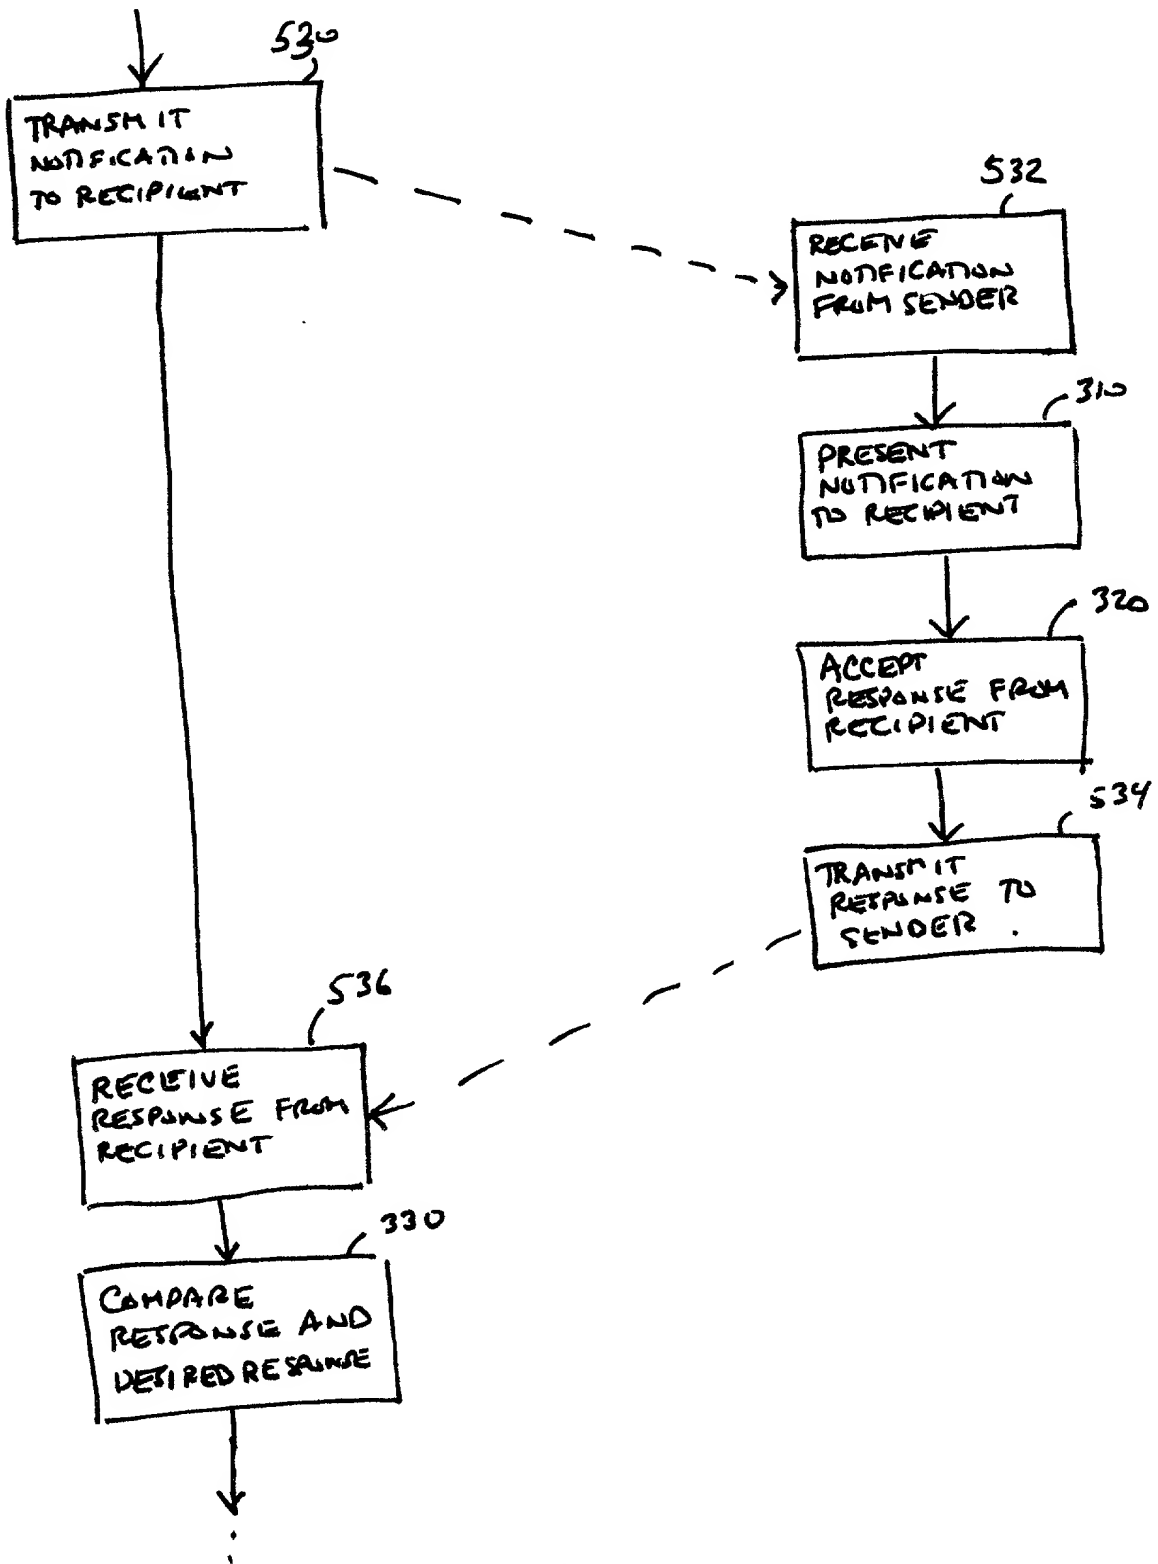 530
TRANSMIT
NOTIFICATION
TO RECIPIENT
532
RECEIVE
NOTIFICATION
FROM SENDER
310
PRESENT
NOTIFICATION
TO RECIPIENT
320
ACCEPT
RESPONSE FROM
RECIPIENT
534
TRANSMIT
RESPONSE TO
SENDER .
536
RECEIVE
RESPONSE FROM
RECIPIENT
330
COMPARE
RESPONSE AND
DESIRED RESPONSE